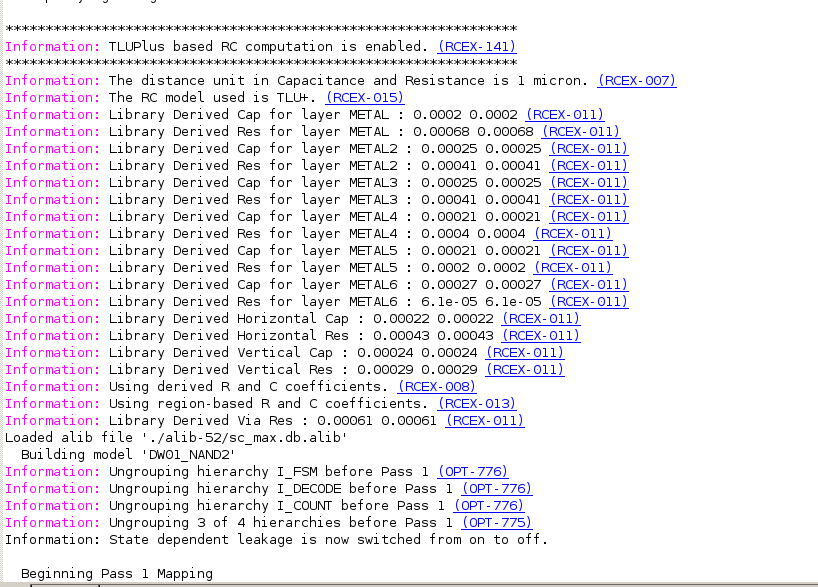 ****************************************************************
Information: TLUPlus based RC computation is enabled. (RCEX-141)
****************************************************************
Information: The distance unit in Capacitance and Resistance is 1 micron. (RCEX-007)
Information: The RC model used is TLU+. (RCEX-015)
Information: Library Derived Cap for layer METAL : 0.0002 0.0002 (RCEX-011)
Information: Library Derived Res for layer METAL : 0.00068 0.00068 (RCEX-011)
Information: Library Derived Cap for layer METAL2 : 0.00025 0.00025 (RCEX-011)
Information: Library Derived Res for layer METAL2 : 0.00041 0.00041 (RCEX-011)
Information: Library Derived Cap for layer METAL3 : 0.00025 0.00025 (RCEX-011)
Information: Library Derived Res for layer METAL3 : 0.00041 0.00041 (RCEX-011)
Information: Library Derived Cap for layer METAL4 : 0.00021 0.00021 (RCEX-011)
Information: Library Derived Res for layer METAL4 : 0.0004 0.0004 (RCEX-011)
Information: Library Derived Cap for layer METAL5 : 0.00021 0.00021 (RCEX-011)
Information: Library Derived Res for layer METAL5 : 0.0002 0.0002 (RCEX-011)
Information: Library Derived Cap for layer METAL6 : 0.00027 0.00027 (RCEX-011)
Information: Library Derived Res for layer METAL6 : 6.1e-05 6.1e-05 (RCEX-011)
Information: Library Derived Horizontal Cap : 0.00022 0.00022 (RCEX-011)
Information: Library Derived Horizontal Res : 0.00043 0.00043 (RCEX-011)
Information: Library Derived Vertical Cap : 0.00024 0.00024 (RCEX-011)
Information: Library Derived Vertical Res : 0.00029 0.00029 (RCEX-011)
Information: Using derived R and C coefficients. (RCEX-008)
Information: Using region-based R and C coefficients. (RCEX-013)
Information: Library Derived Via Res : 0.00061 0.00061 (RCEX-011)
Loaded alib file './alib-52/sc_max.db.alib'
Building model 'DW01_NAND2'
Information: Ungrouping hierarchy I_FSM before Pass 1 (OPT-776)
Information: Ungrouping hierarchy I_DECODE before Pass 1 (OPT-776)
Information: Ungrouping hierarchy I_COUNT before Pass 1 (OPT-776)
Information: Ungrouping 3 of 4 hierarchies before Pass 1 (OPT-775)
Information: State dependent leakage is now switched from on to off.
Beginning Pass 1 Mapping